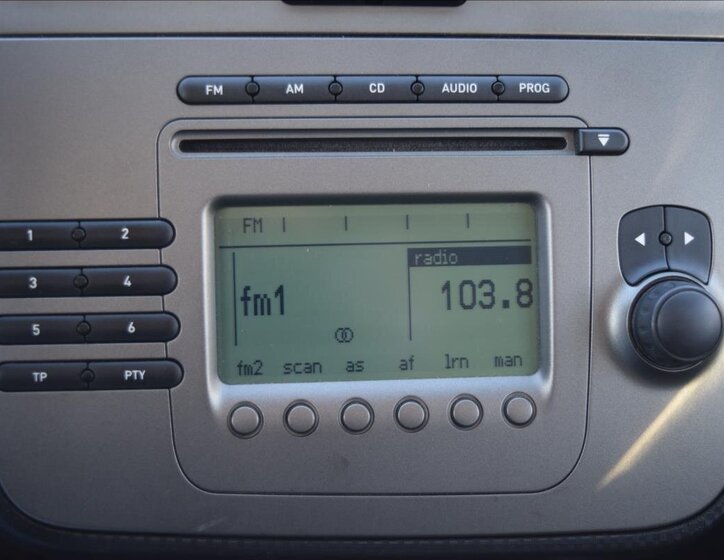 FM AM CD AUDIO PROG
FM
radio
1 2
3 4
fm1 103.8
5 6
fm2 scan as af lrn man
TP PTY